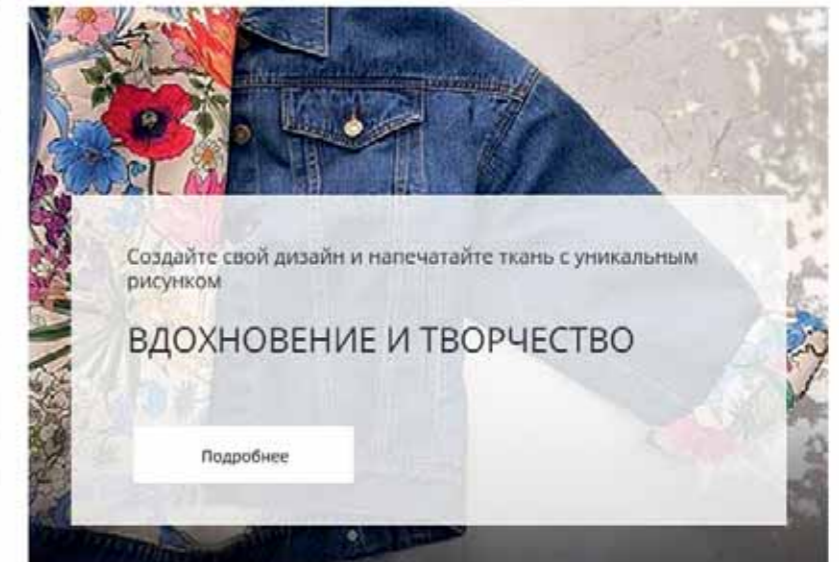 Создайте свой дизайн и напечатайте ткань с уникальным
рисунком
ВДОХНОВЕНИЕ И ТВОРЧЕСТВО
Подробнее